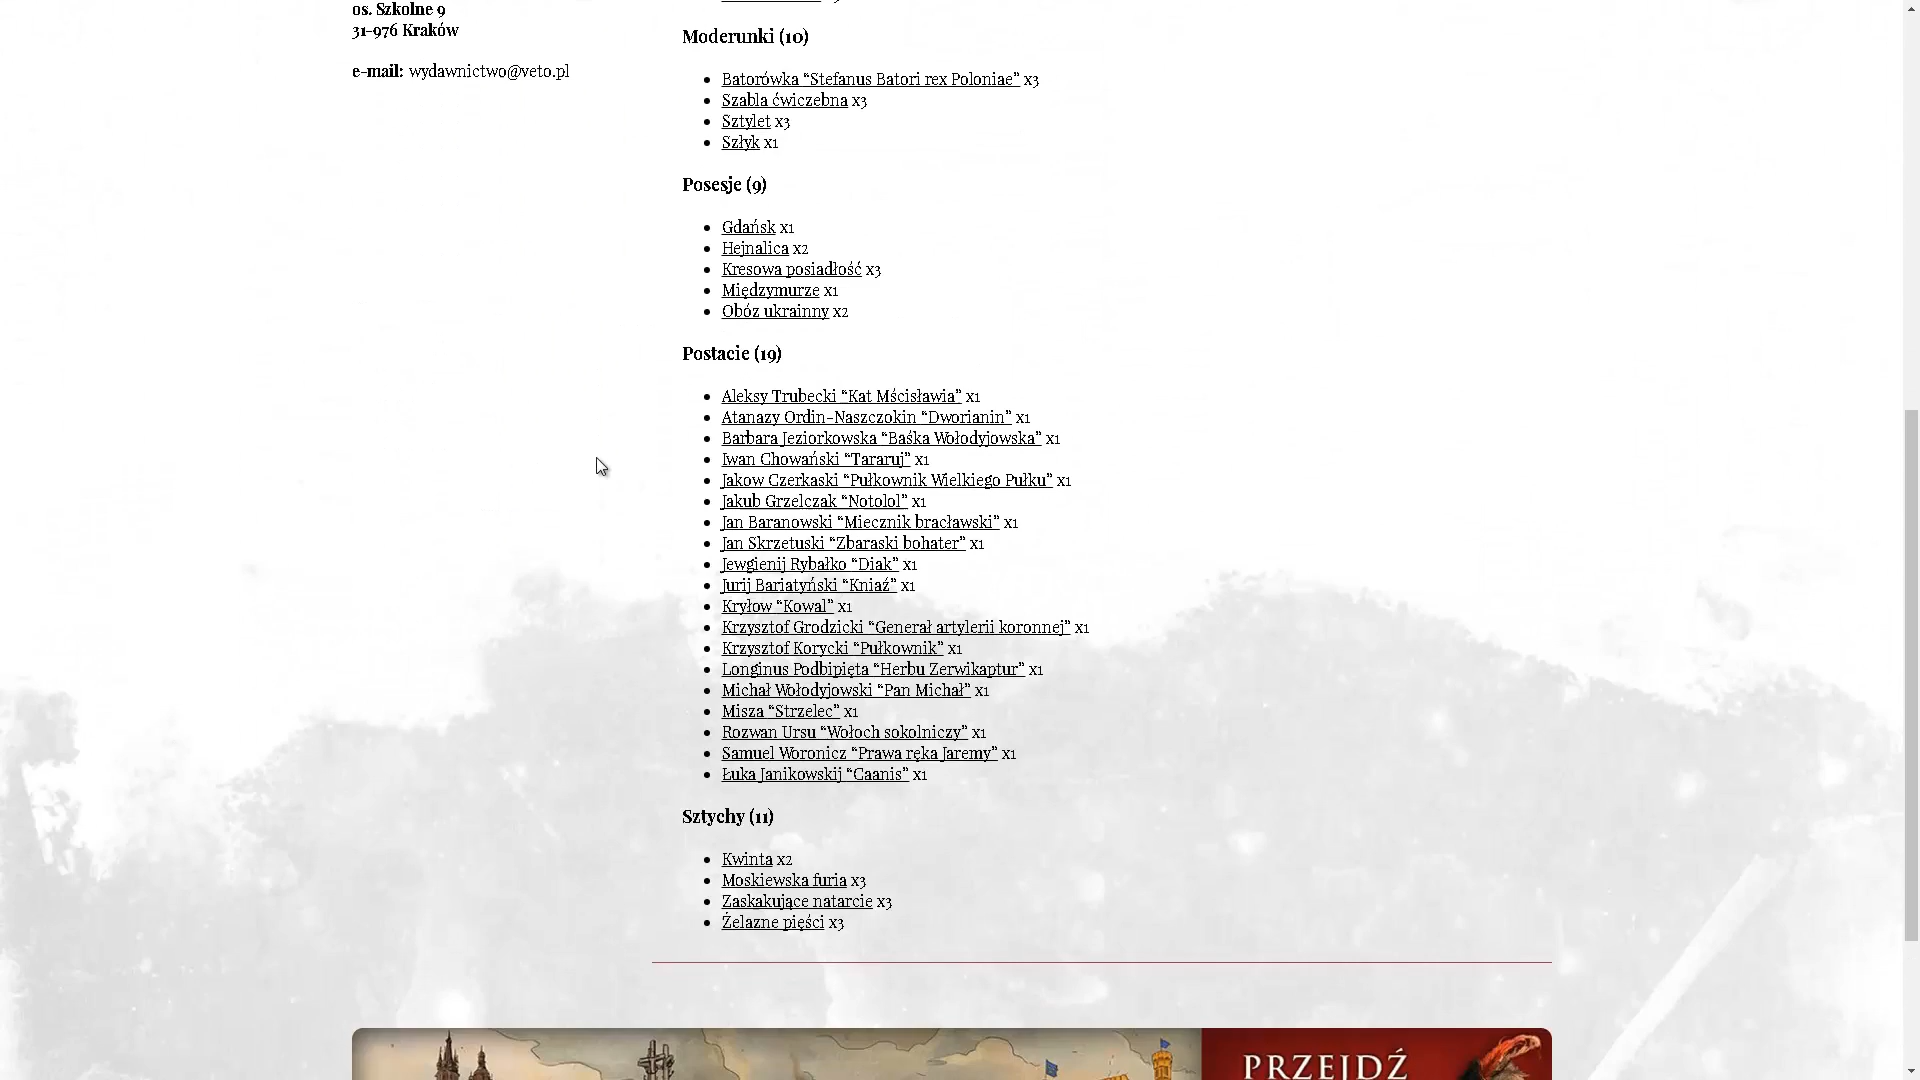 os. Szkolne 9
31-976 Kraków
e-mail: wydawnictwo@veto.pl
Moderunki (10)
Batorówka “Stefanus Batori rex Poloniae” x3
Szabla ćwiczebna x3
Sztylet x3
Szłyk x1
Posesje (9)
Gdańsk x1
Hejnalica x2
Kresowa posiadłość x3
Międzymurze x1
Obóz ukrainny x2
Postacie (19)
Aleksy Trubecki “Kat Mścisławia” x1
Atanazy Ordin-Naszczokin “Dworianin” x1
Barbara Jeziorkowska “Baśka Wołodyjowska” x1
Iwan Chowański “Tararuj” x1
Jakow Czerkaski “Pułkownik Wielkiego Pułku” x1
Jakub Grzelczak “Notolol” x1
Jan Baranowski “Miecznik bracławski” x1
Jan Skrzetuski “Zbaraski bohater” x1
Jewgienij Rybałko “Diak” x1
Jurij Bariatyński “Kniaź” x1
Kryłow “Kowal” x1
Krzysztof Grodzicki “Generał artylerii koronnej” x1
Krzysztof Korycki “Pułkownik” x1
Longinus Podbipięta “Herbu Zerwikaptur” x1
Michał Wołodyjowski “Pan Michał” x1
Misza “Strzelec” x1
Rozwan Ursu “Wołoch sokolniczy” x1
Samuel Woronicz “Prawa ręka Jaremy” x1
Łuka Janikowskij “Caanis” x1
Sztychy (11)
Kwinta x2
Moskiewska furia x3
Zaskakujące natarcie x3
Żelazne pięści x3
PRZEJDŹ